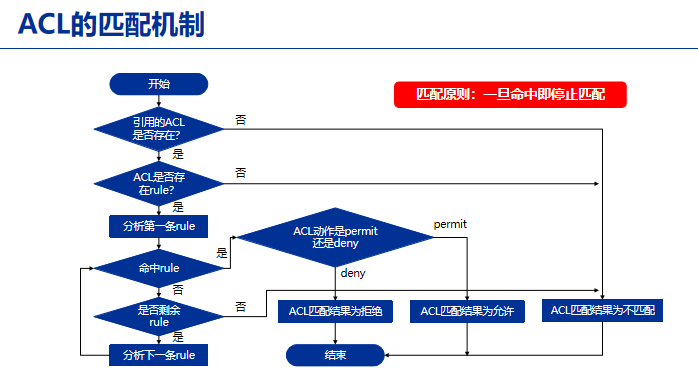 ACL的匹配机制
开始
匹配原则：一旦命中即停止匹配
引用的ACL
是否存在?
否
是
ACL是否存
在rule?
否
是
分析第一条rule
ACL动作是permit
还是deny
permit
是
命中rule
deny
否
是否剩余
rule
否
ACL匹配结果为拒绝
ACL匹配结果为允许
ACL匹配结果为不匹配
是
分析下一条rule
结束